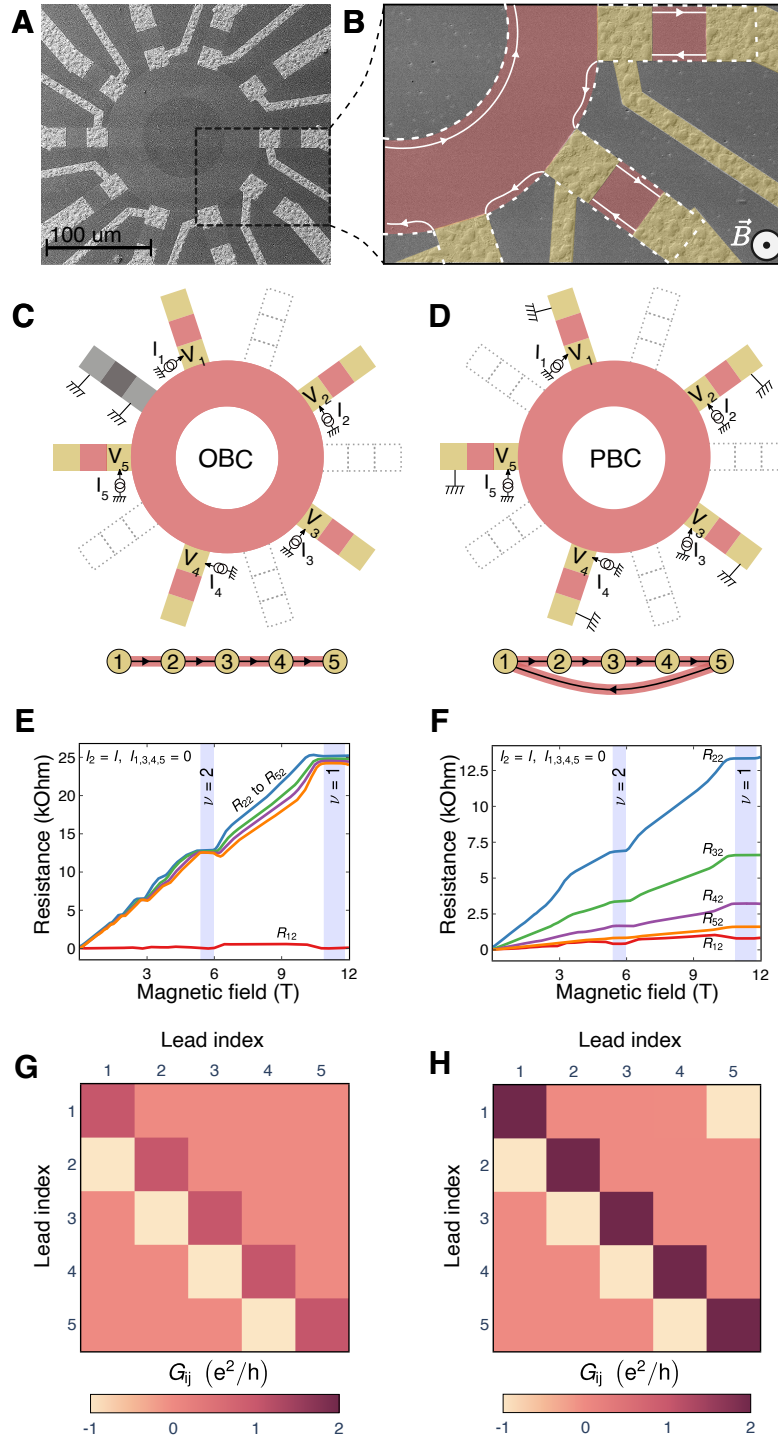 A
B
100 um
B
C
D
I1
V1
V2
I2
V5
OBC
I5
V3
I3
V4
I4
I1
V1
V2
I2
V5
PBC
I5
V3
I3
V4
I4
1 2 3 4 5
1 2 3 4 5
E
F
Resistance (kOhm)
25
20
15
10
5
0
I2 = I, I1,3,4,5 = 0
R22 to R52
ν = 2
ν = 1
R12
3 6 9 12
Magnetic field (T)
Resistance (kOhm)
12.5
10
7.5
5
2.5
0
I2 = I, I1,3,4,5 = 0
R22
ν = 2
ν = 1
R32
R42
R52
R12
3 6 9 12
Magnetic field (T)
G
Lead index
1 2 3 4 5
Lead index
1
2
3
4
5
Gij (e²/h)
-1 0 1 2
H
Lead index
1 2 3 4 5
Lead index
1
2
3
4
5
Gij (e²/h)
-1 0 1 2